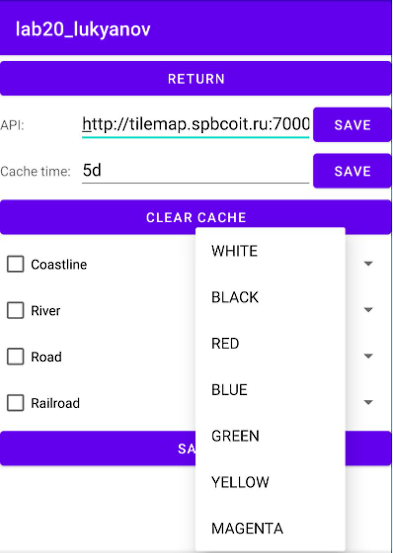 lab20_lukyanov
RETURN
API: http://tilemap.spbcoit.ru:7000 SAVE
Cache time: 5d SAVE
CLEAR CACHE
Coastline
River
Road
Railroad
WHITE
BLACK
RED
BLUE
GREEN
YELLOW
MAGENTA